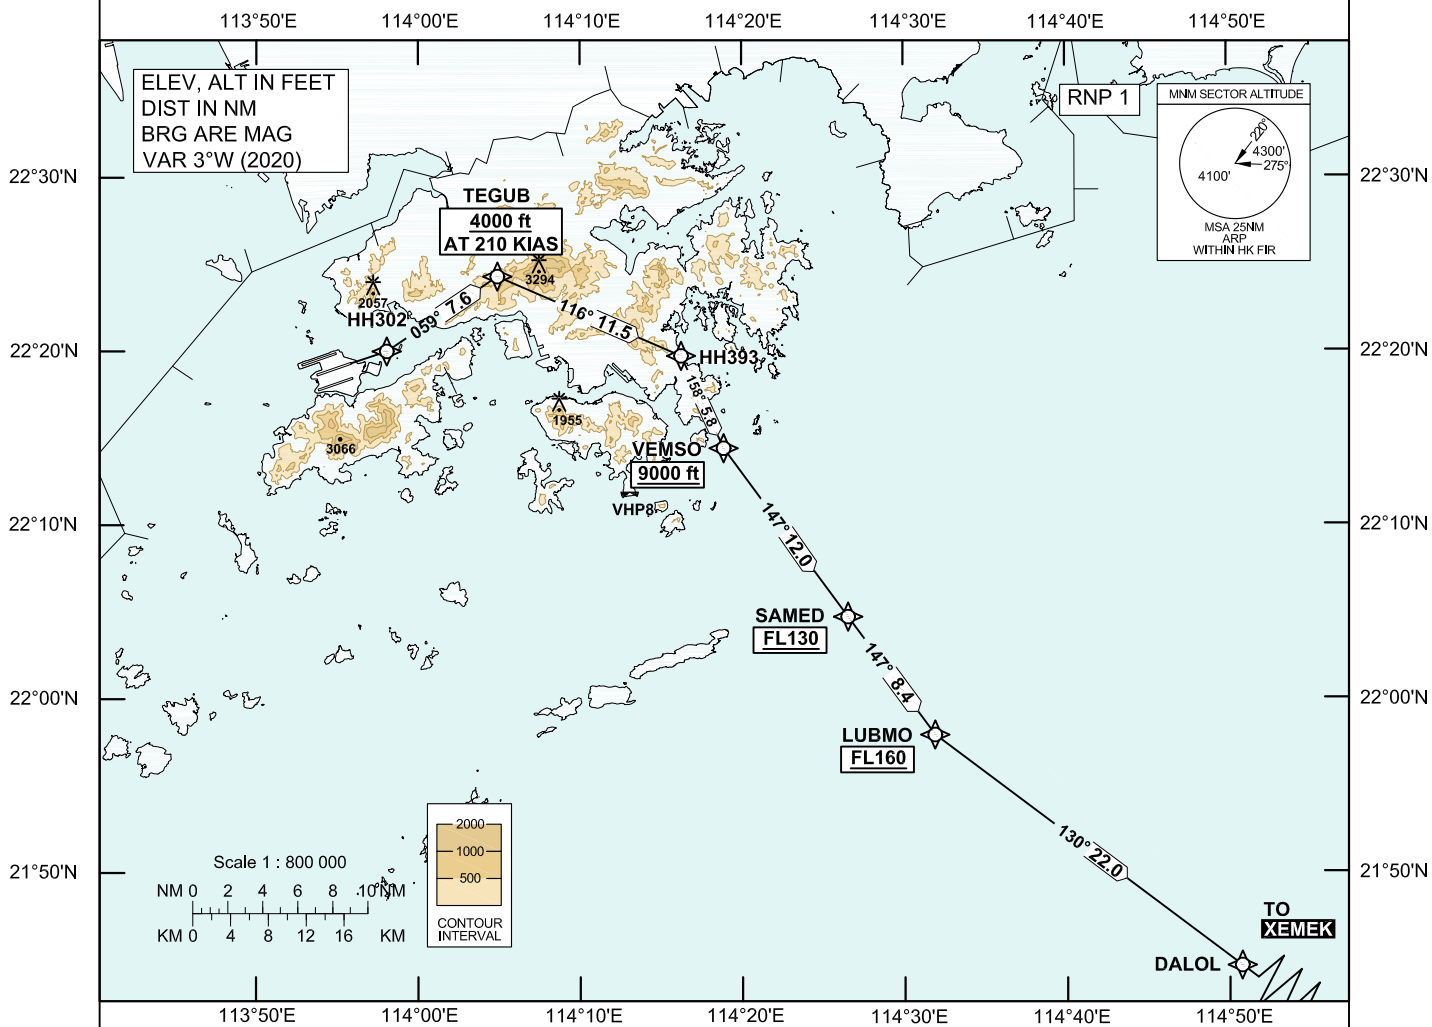 113°50'E 114°00'E 114°10'E 114°20'E 114°30'E 114°40'E 114°50'E
ELEV, ALT IN FEET
DIST IN NM
BRG ARE MAG
VAR 3°W (2020)
RNP 1
MNM SECTOR ALTITUDE
220°
4300'
275°
4100'
MSA 25NM
ARP
WITHIN HK FIR
22°30'N 22°30'N
TEGUB
4000 ft
AT 210 KIAS
3294
2057
HH302
059° 7.6
116° 11.5
22°20'N 22°20'N
HH393
158° 5.8
1955
3066
VEMSO
9000 ft
VHP8
22°10'N 22°10'N
147° 12.0
SAMED
FL130
147° 8.4
22°00'N 22°00'N
LUBMO
FL160
130° 22.0
2000
1000
500
CONTOUR
INTERVAL
21°50'N 21°50'N
Scale 1 : 800 000
NM 0 2 4 6 8 10 NM
KM 0 4 8 12 16 KM
TO
XEMEK
DALOL
113°50'E 114°00'E 114°10'E 114°20'E 114°30'E 114°40'E 114°50'E